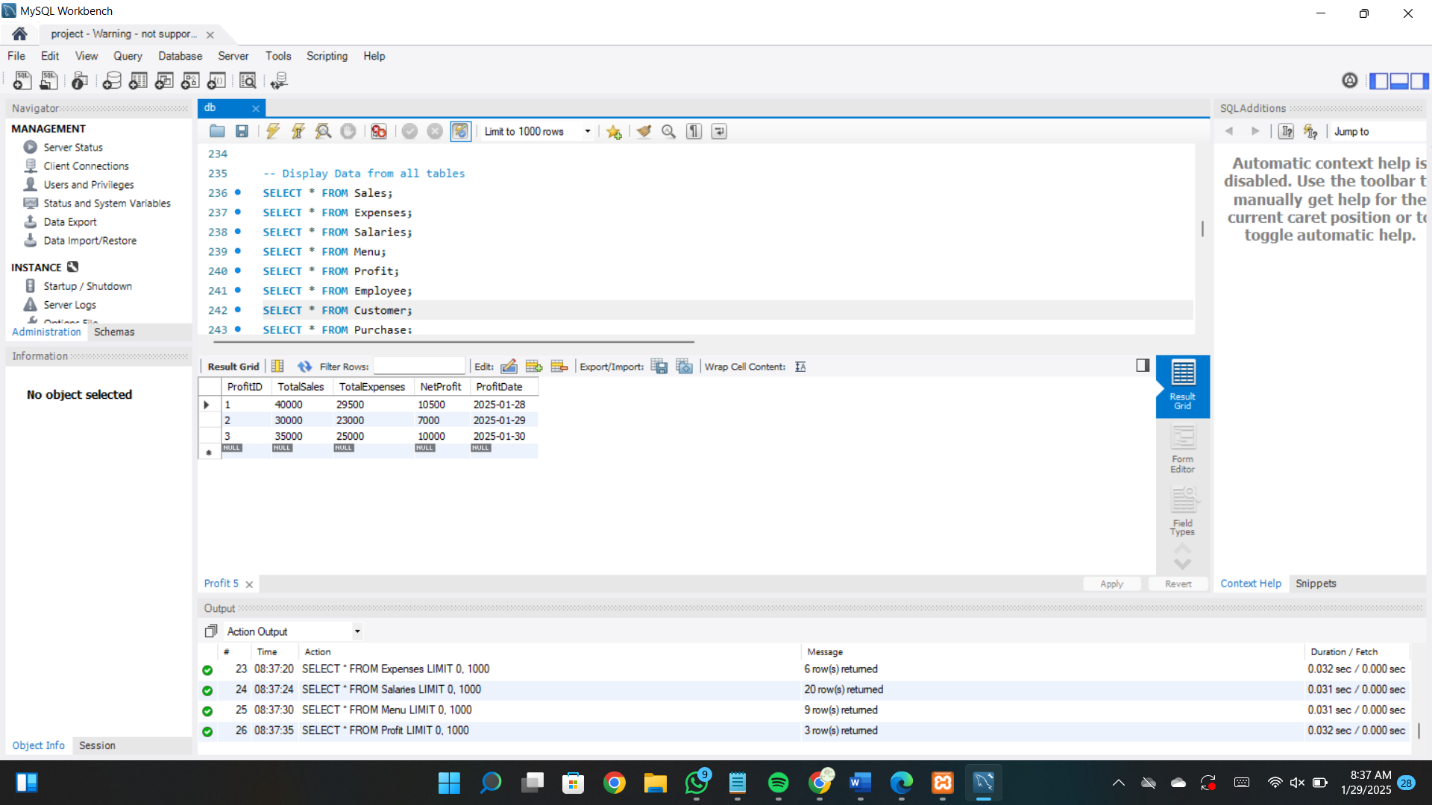 MySQL Workbench
project - Warning - not suppor...
File Edit View Query Database Server Tools Scripting Help
Navigator
MANAGEMENT
Server Status
Client Connections
Users and Privileges
Status and System Variables
Data Export
Data Import/Restore
INSTANCE
Startup / Shutdown
Server Logs
Options File
Administration Schemas
Information
No object selected
Object Info Session
db
Limit to 1000 rows
234
235 -- Display Data from all tables
236 SELECT * FROM Sales;
237 SELECT * FROM Expenses;
238 SELECT * FROM Salaries;
239 SELECT * FROM Menu;
240 SELECT * FROM Profit;
241 SELECT * FROM Employee;
242 SELECT * FROM Customer;
243 SELECT * FROM Purchase;
Result Grid Filter Rows: Edit: Export/Import: Wrap Cell Content:
ProfitID TotalSales TotalExpenses NetProfit ProfitDate
1 40000 29500 10500 2025-01-28
2 30000 23000 7000 2025-01-29
3 35000 25000 10000 2025-01-30
NULL NULL NULL NULL NULL
Result
Grid
Form
Editor
Field
Types
Profit 5 Apply Revert
SQLAdditions
Jump to
Automatic context help is
disabled. Use the toolbar t
manually get help for the
current caret position or to
toggle automatic help.
Context Help Snippets
Output
Action Output
# Time Action Message Duration / Fetch
23 08:37:20 SELECT * FROM Expenses LIMIT 0, 1000 6 row(s) returned 0.032 sec / 0.000 sec
24 08:37:24 SELECT * FROM Salaries LIMIT 0, 1000 20 row(s) returned 0.031 sec / 0.000 sec
25 08:37:30 SELECT * FROM Menu LIMIT 0, 1000 9 row(s) returned 0.031 sec / 0.000 sec
26 08:37:35 SELECT * FROM Profit LIMIT 0, 1000 3 row(s) returned 0.032 sec / 0.000 sec
9
8:37 AM
1/29/2025
28